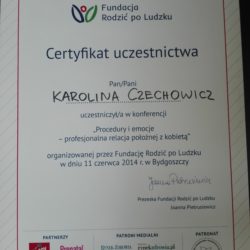 Fundacja
Rodzić po Ludzku
Certyfikat uczestnictwa
Pan/Pani
KAROLINA CZECHOWICZ
uczestniczył/a w konferencji
„Procedury i emocje
– profesjonalna relacja położnej z kobietą”
organizowanej przez Fundację Rodzić po Ludzku
w dniu 11 czerwca 2014 r. w Bydgoszczy
Prezeska Fundacji Rodzić po Ludzku
Joanna Pietrusiewicz
PARTNERZY
PATRONI MEDIALNI
PATRONAT